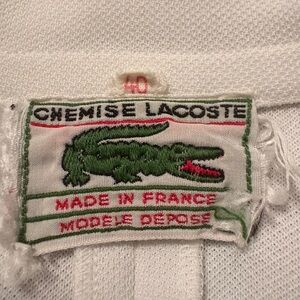 40
CHEMISE LACOSTE
MADE IN FRANCE
MODELE DEPOSE